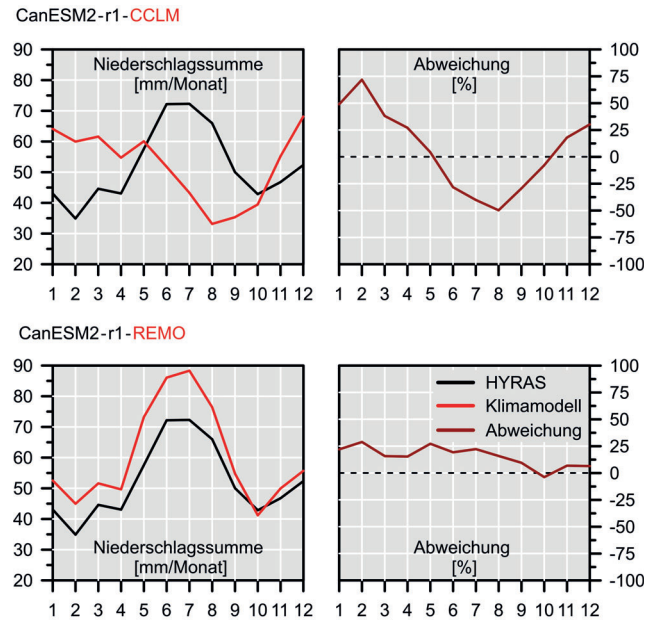 CanESM2-r1-CCLM
90
80
70
60
50
40
30
20
Niederschlagssumme
[mm/Monat]
1 2 3 4 5 6 7 8 9 10 11 12
Abweichung
[%]
100
75
50
25
0
-25
-50
-75
-100
1 2 3 4 5 6 7 8 9 10 11 12
CanESM2-r1-REMO
90
80
70
60
50
40
30
20
Niederschlagssumme
[mm/Monat]
1 2 3 4 5 6 7 8 9 10 11 12
HYRAS
Klimamodell
Abweichung
Abweichung
[%]
100
75
50
25
0
-25
-50
-75
-100
1 2 3 4 5 6 7 8 9 10 11 12